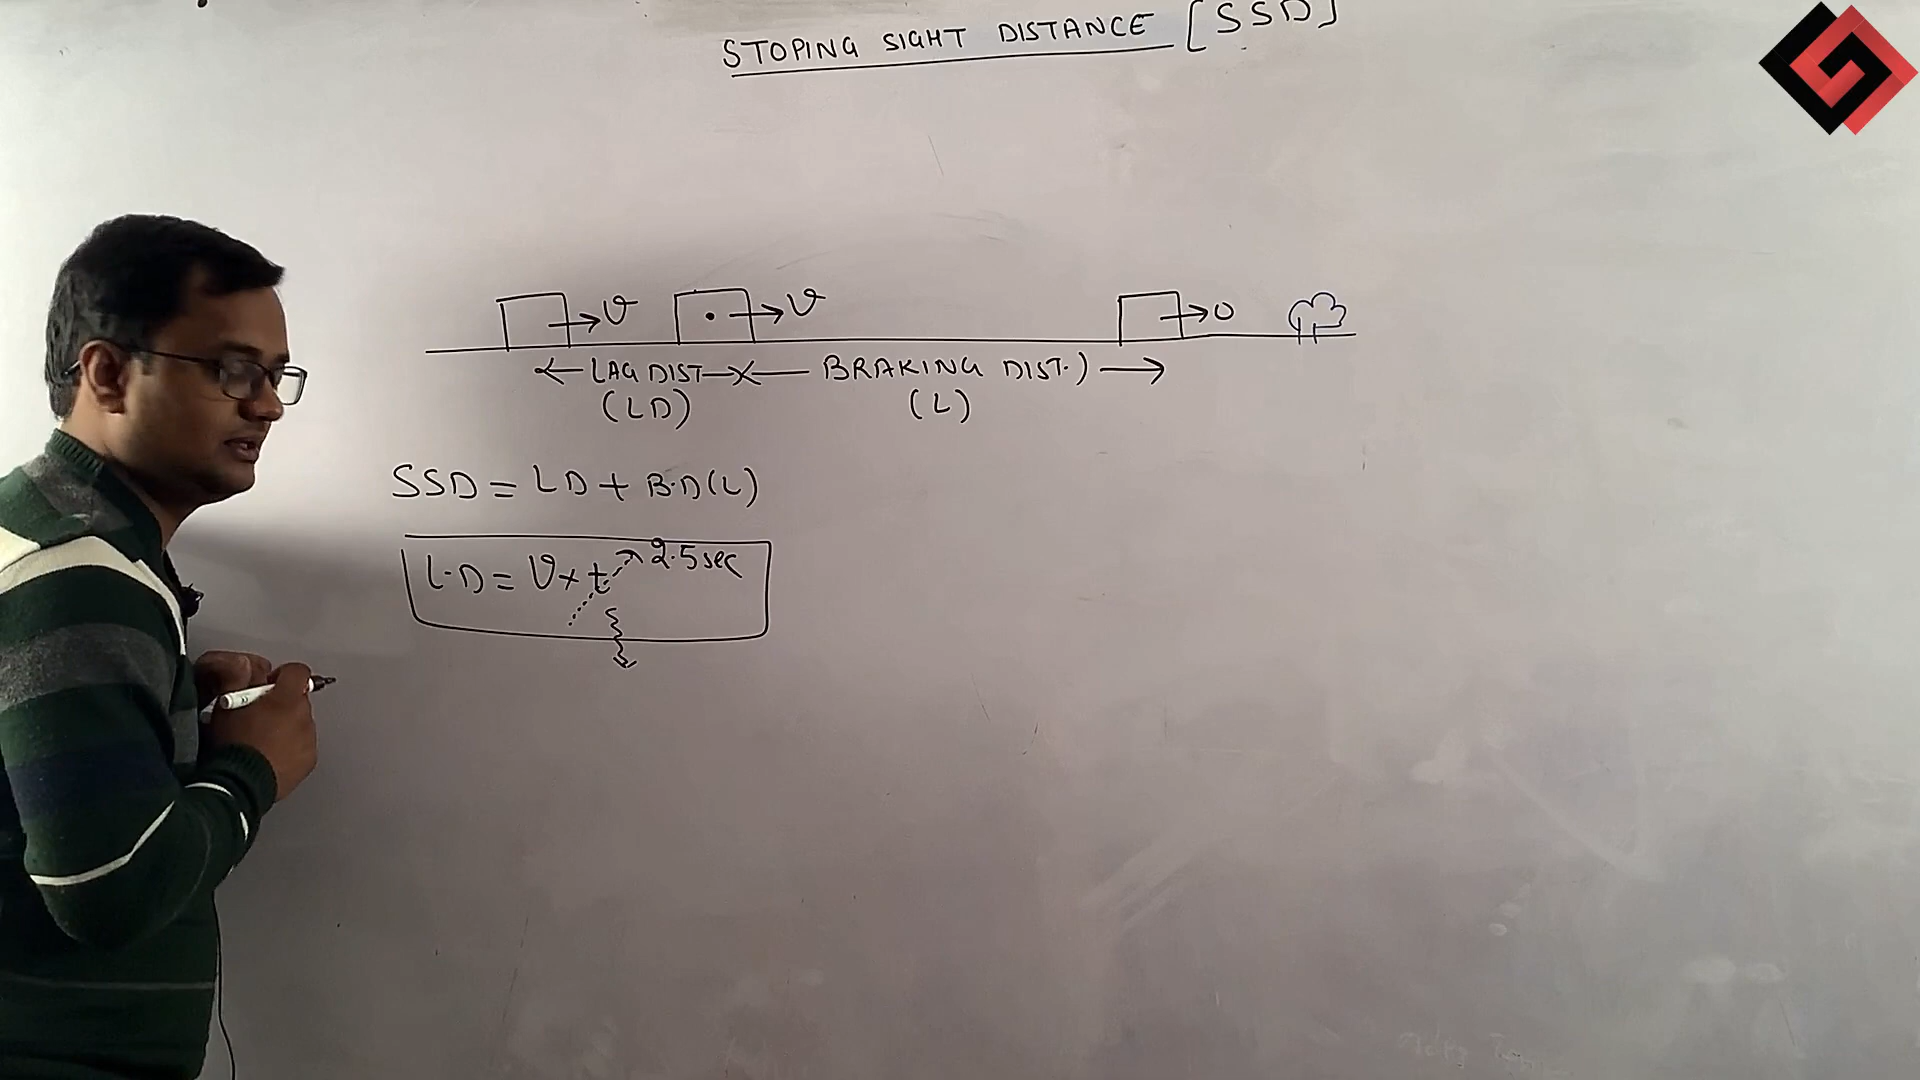 STOPING SIGHT DISTANCE [SSD]
→ v → v → 0
← LAG DIST —×— BRAKING DIST.) →
(LD) (L)
SSD = LD + B.D(L)
L.D = v × t → 2.5 sec